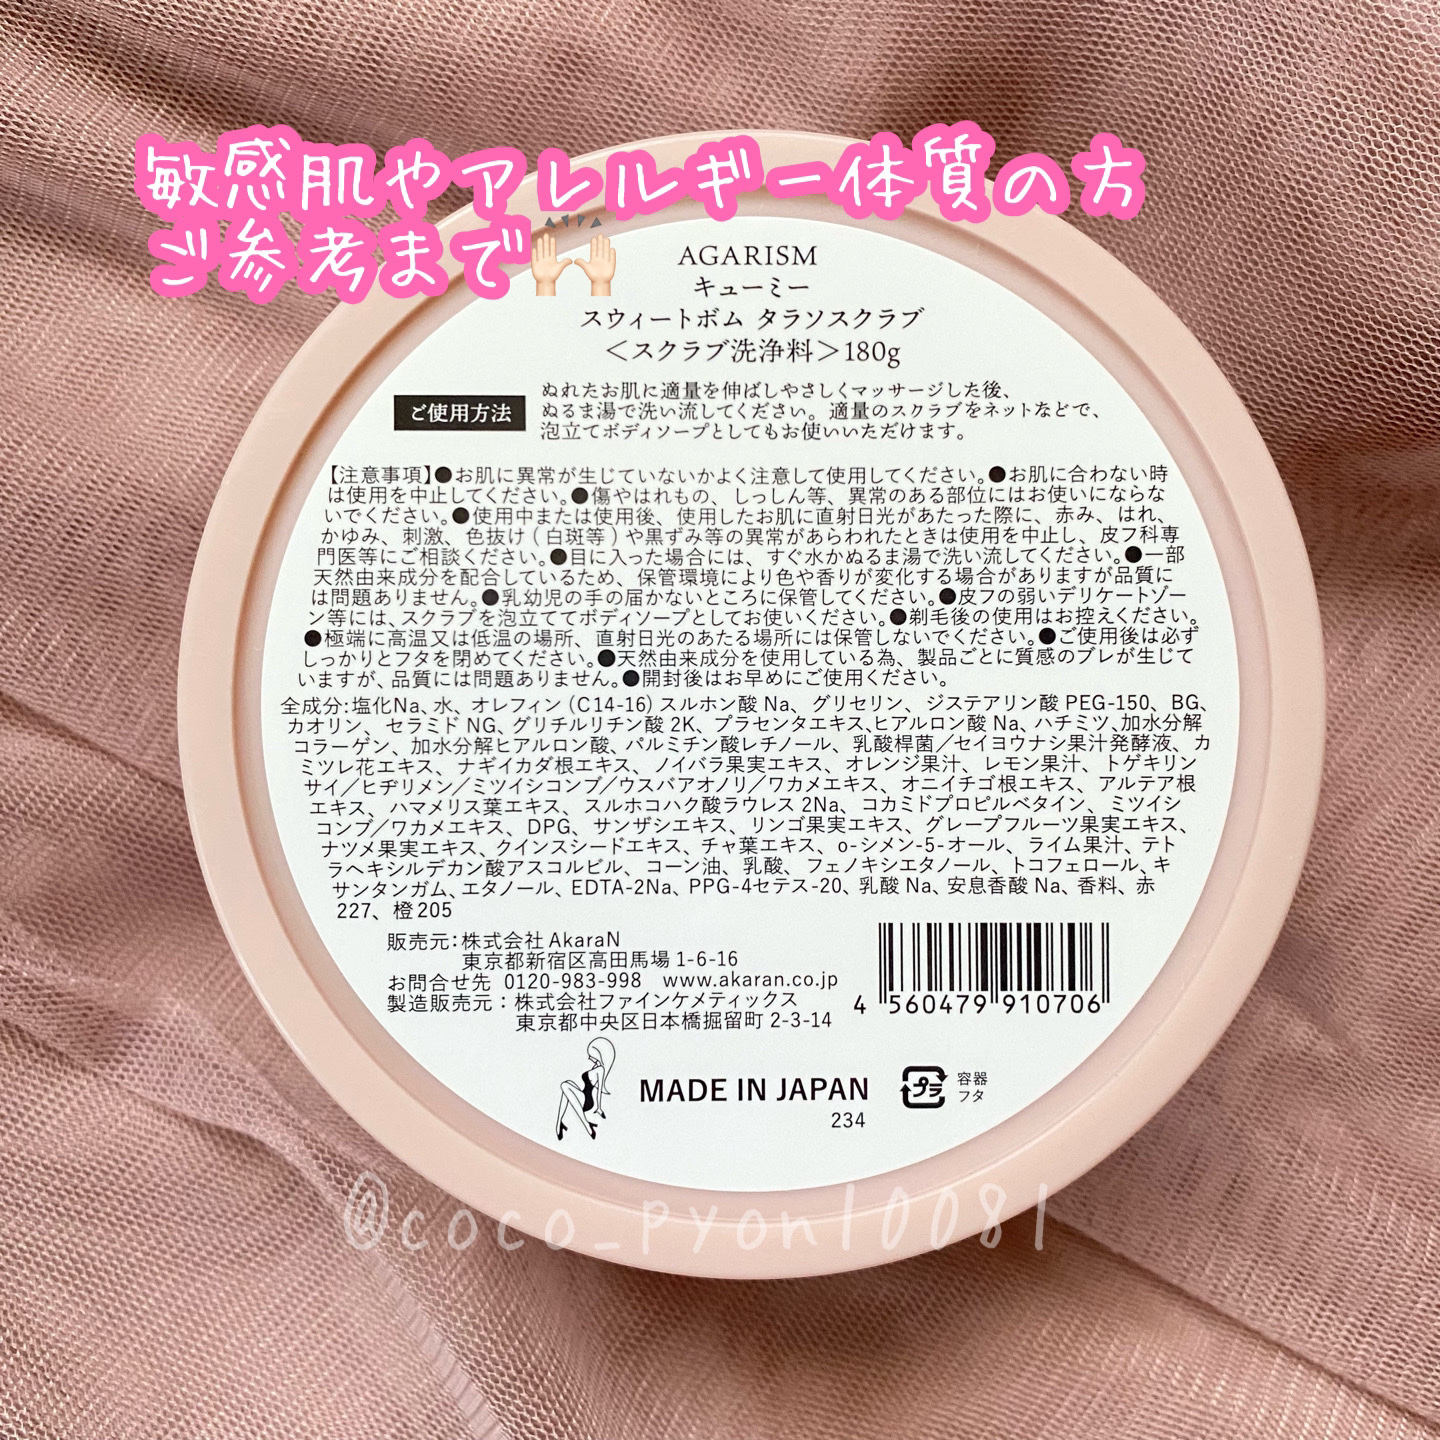 敏感肌やアレルギー体質の方
ご参考まで🙌🏻
AGARISM
キューミー
スウィートボム タラソスクラブ
＜スクラブ洗浄料＞180g
ご使用方法
ぬれたお肌に適量を伸ばしやさしくマッサージした後、
ぬるま湯で洗い流してください。適量のスクラブをネットなどで、
泡立てボディソープとしてもお使いいただけます。
【注意事項】●お肌に異常が生じていないかよく注意して使用してください。●お肌に合わない時
は使用を中止してください。●傷やはれもの、しっしん等、異常のある部位にはお使いにならな
いでください。●使用中または使用後、使用したお肌に直射日光があたった際に、赤み、はれ、
かゆみ、刺激、色抜け(白斑等)や黒ずみ等の異常があらわれたときは使用を中止し、皮フ科専
門医等にご相談ください。●目に入った場合には、すぐ水かぬるま湯で洗い流してください。●一部
天然由来成分を配合しているため、保管環境により色や香りが変化する場合がありますが品質に
は問題ありません。●乳幼児の手の届かないところに保管してください。●皮フの弱いデリケートゾー
ン等には、スクラブを泡立ててボディソープとしてお使いください。●剃毛後の使用はお控えください。
●極端に高温又は低温の場所、直射日光のあたる場所には保管しないでください。●ご使用後は必ず
しっかりとフタを閉めてください。●天然由来成分を使用している為、製品ごとに質感のブレが生じて
いますが、品質には問題ありません。●開封後はお早めにご使用ください。
全成分:塩化Na、水、オレフィン(C14-16)スルホン酸Na、グリセリン、ジステアリン酸PEG-150、BG、
カオリン、セラミドNG、グリチルリチン酸2K、プラセンタエキス、ヒアルロン酸Na、ハチミツ、加水分解
コラーゲン、加水分解ヒアルロン酸、パルミチン酸レチノール、乳酸桿菌／セイヨウナシ果汁発酵液、カ
ミツレ花エキス、ナギイカダ根エキス、ノイバラ果実エキス、オレンジ果汁、レモン果汁、トゲキリン
サイ／ヒヂリメン／ミツイシコンブ／ウスバアオノリ／ワカメエキス、オニイチゴ根エキス、アルテア根
エキス、ハマメリス葉エキス、スルホコハク酸ラウレス2Na、コカミドプロピルベタイン、ミツイシ
コンブ／ワカメエキス、DPG、サンザシエキス、リンゴ果実エキス、グレープフルーツ果実エキス、
ナツメ果実エキス、クインスシードエキス、チャ葉エキス、o-シメン-5-オール、ライム果汁、テト
ラヘキシルデカン酸アスコルビル、コーン油、乳酸、フェノキシエタノール、トコフェロール、キ
サンタンガム、エタノール、EDTA-2Na、PPG-4セテス-20、乳酸Na、安息香酸Na、香料、赤
227、橙205
販売元:株式会社AkaraN
東京都新宿区高田馬場1-6-16
お問合せ先 0120-983-998 www.akaran.co.jp
製造販売元：株式会社ファインケメティックス
東京都中央区日本橋堀留町2-3-14
4 560479 910706
MADE IN JAPAN
234
プラ
容器
フタ
@coco_pyon10081